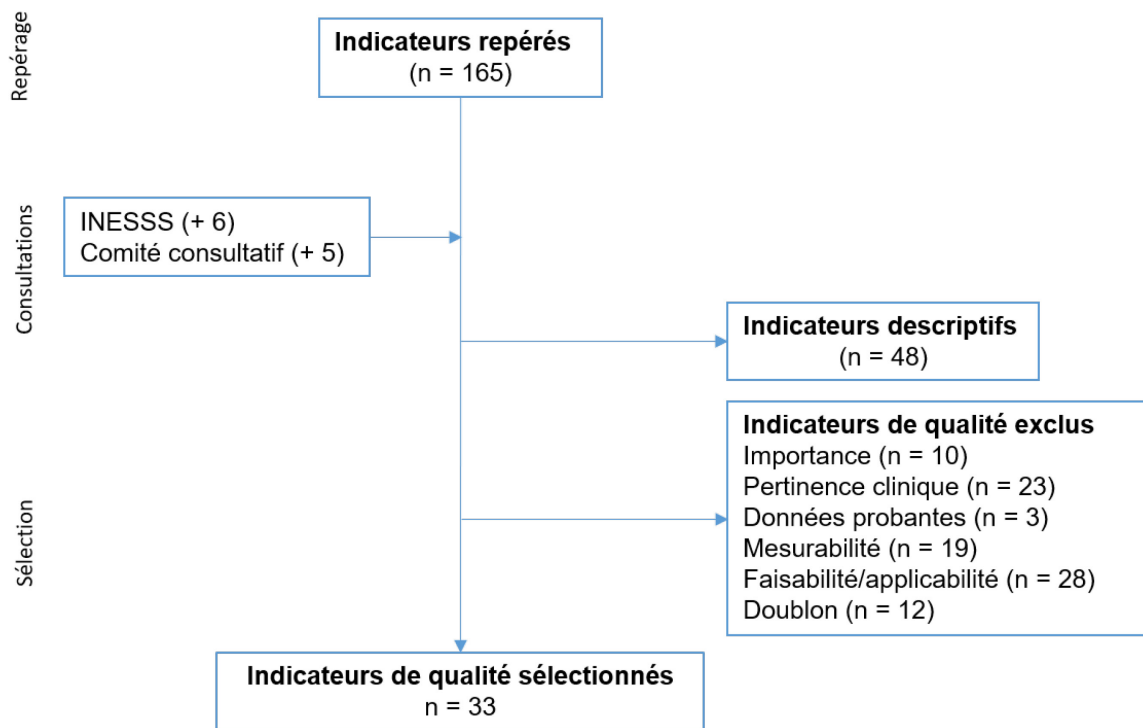 Repérage
Indicateurs repérés
(n = 165)
Consultations
INESSS (+ 6)
Comité consultatif (+ 5)
Indicateurs descriptifs
(n = 48)
Sélection
Indicateurs de qualité exclus
Importance (n = 10)
Pertinence clinique (n = 23)
Données probantes (n = 3)
Mesurabilité (n = 19)
Faisabilité/applicabilité (n = 28)
Doublon (n = 12)
Indicateurs de qualité sélectionnés
n = 33